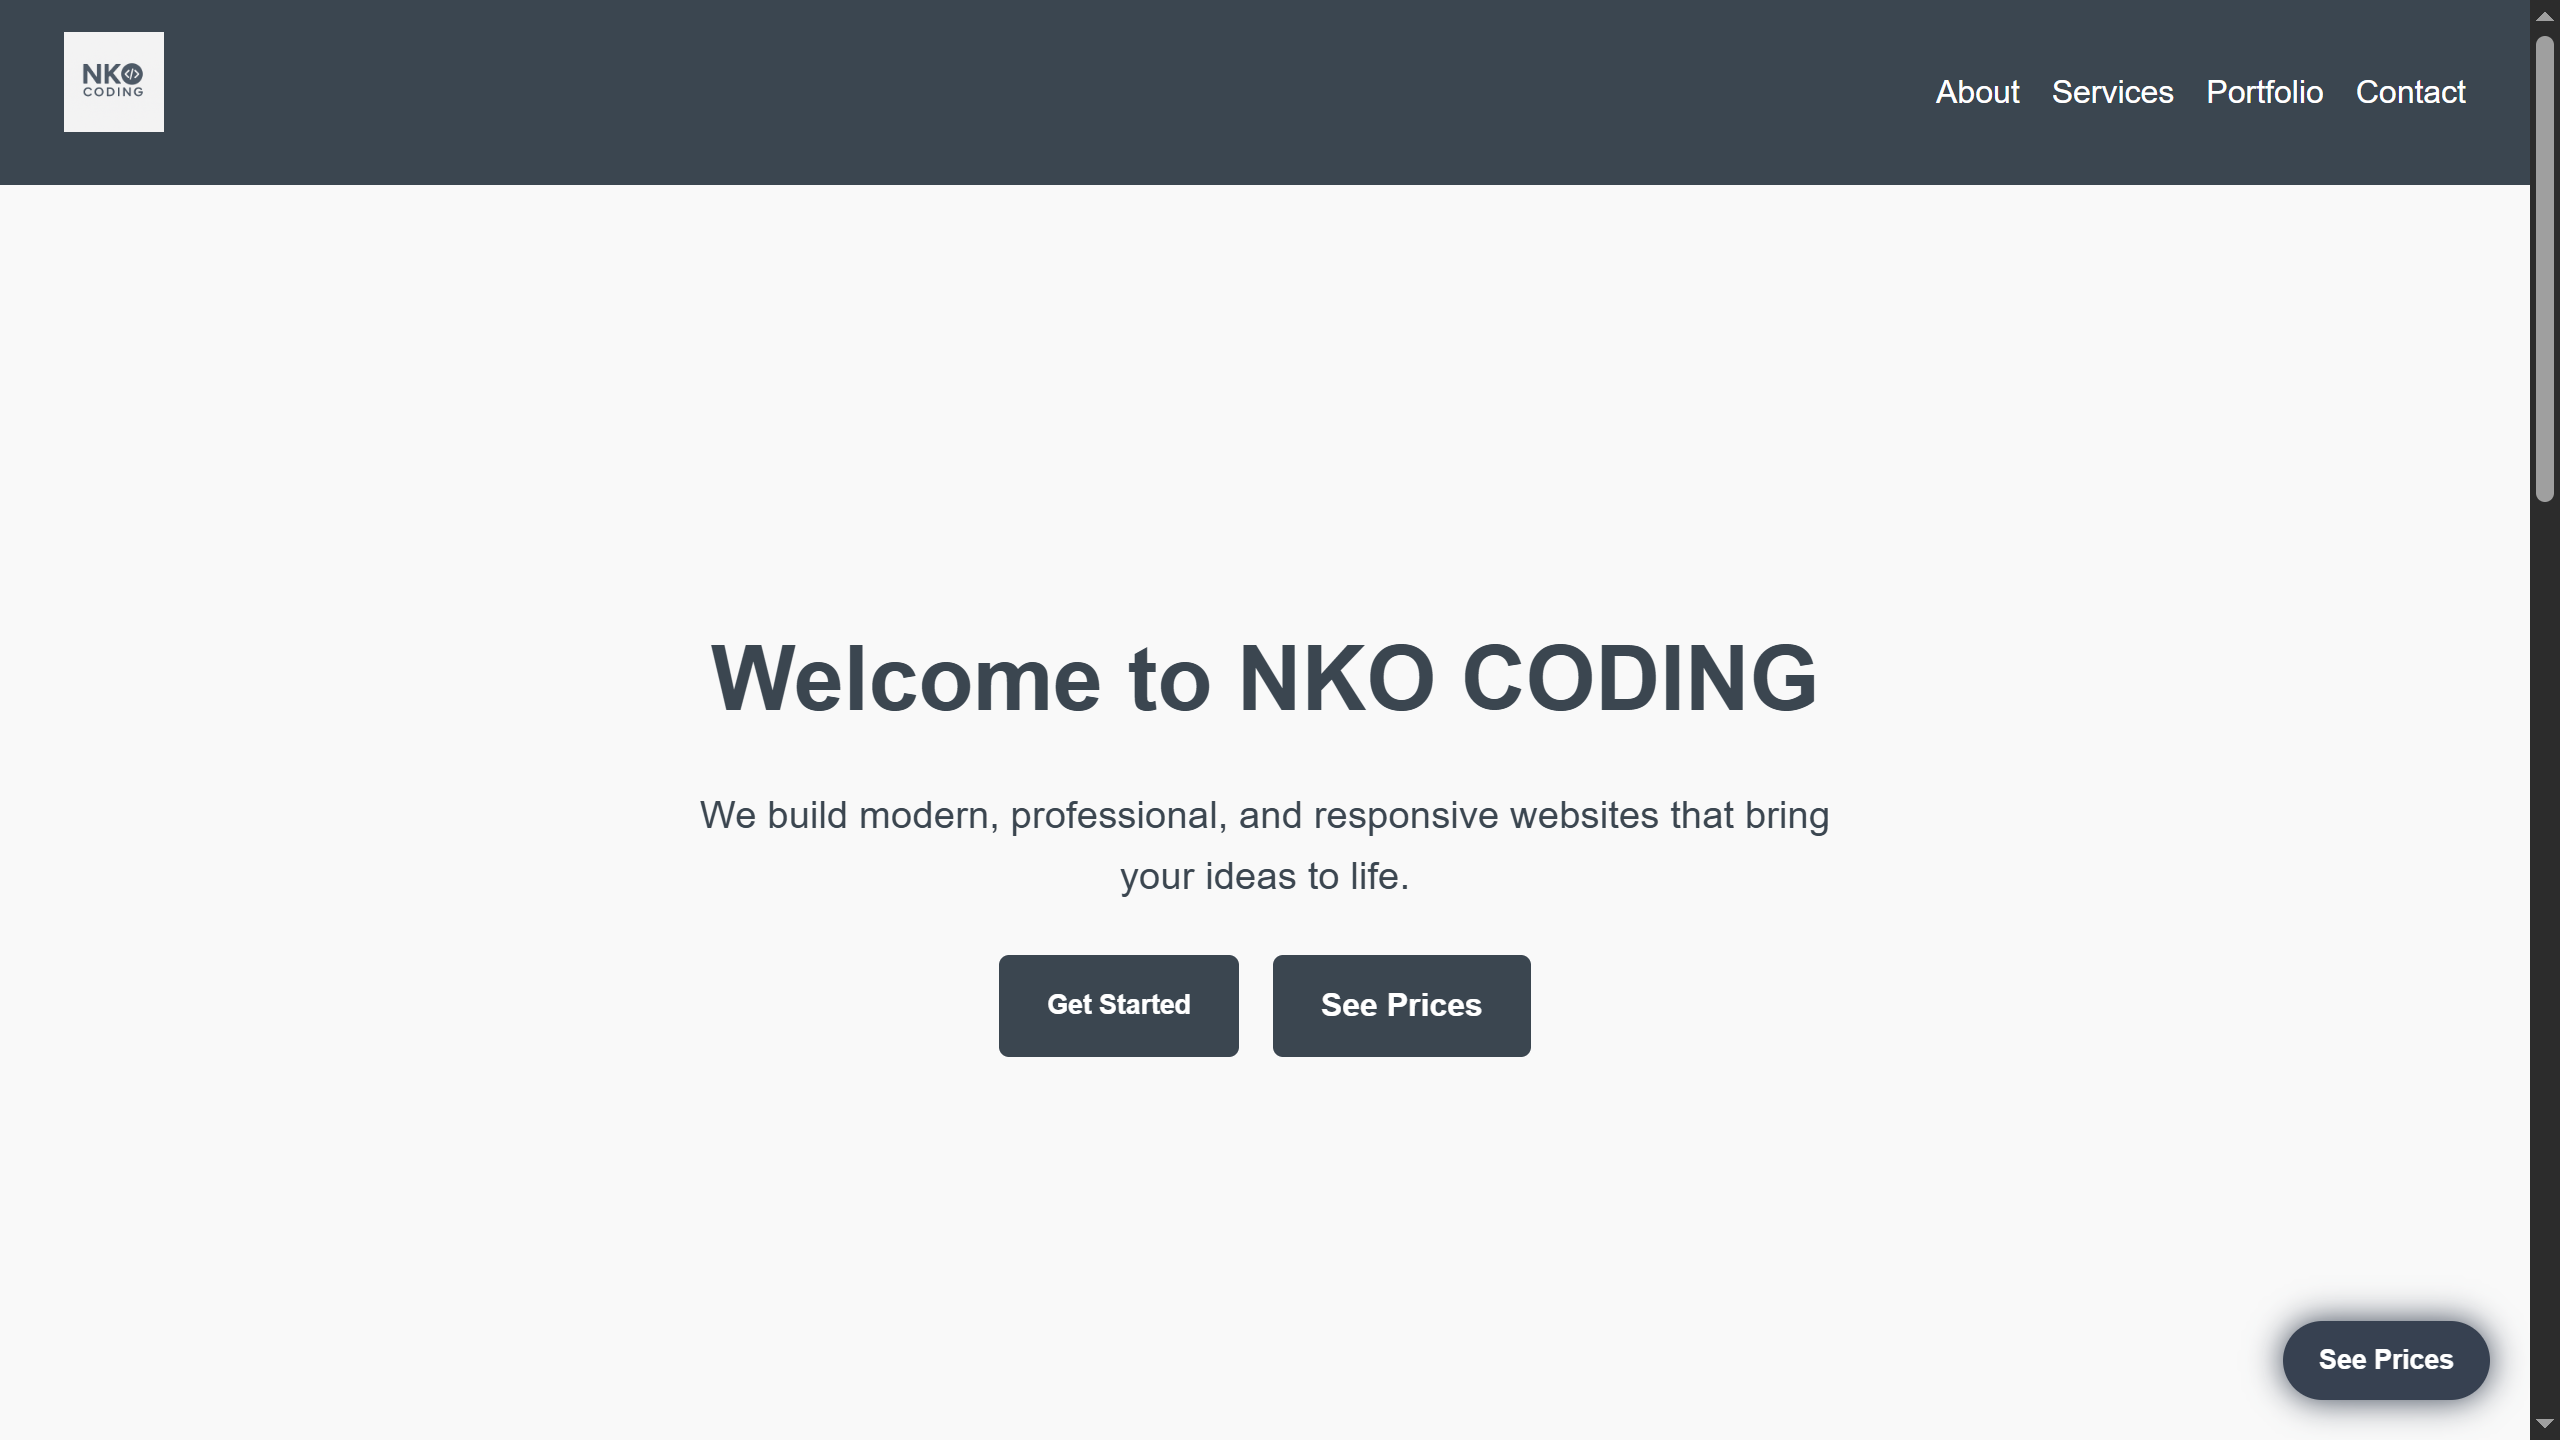 NKO
CODING
About Services Portfolio Contact
Welcome to NKO CODING
We build modern, professional, and responsive websites that bring
your ideas to life.
Get Started See Prices
See Prices